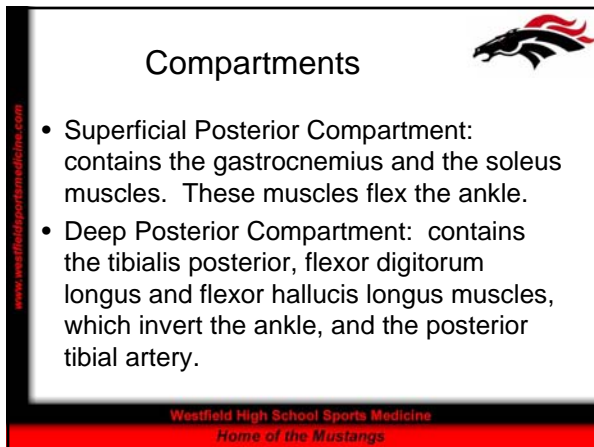 Compartments
• Superficial Posterior Compartment:
contains the gastrocnemius and the soleus
muscles.  These muscles flex the ankle.
• Deep Posterior Compartment:  contains
the tibialis posterior, flexor digitorum
longus and flexor hallucis longus muscles,
which invert the ankle, and the posterior
tibial artery.
www.westfieldsportsmedicine.com
Westfield High School Sports Medicine
Home of the Mustangs